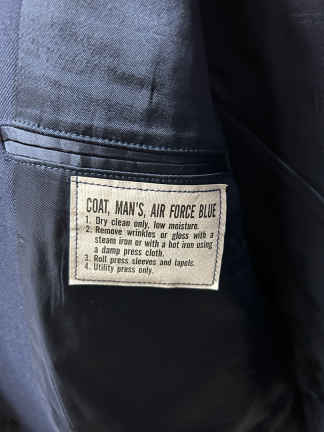 COAT, MAN'S, AIR FORCE BLUE
1. Dry clean only, low moisture.
2. Remove wrinkles or gloss with a
steam iron or with a hot iron using
a damp press cloth.
3. Roll press sleeves and lapels.
4. Utility press only.